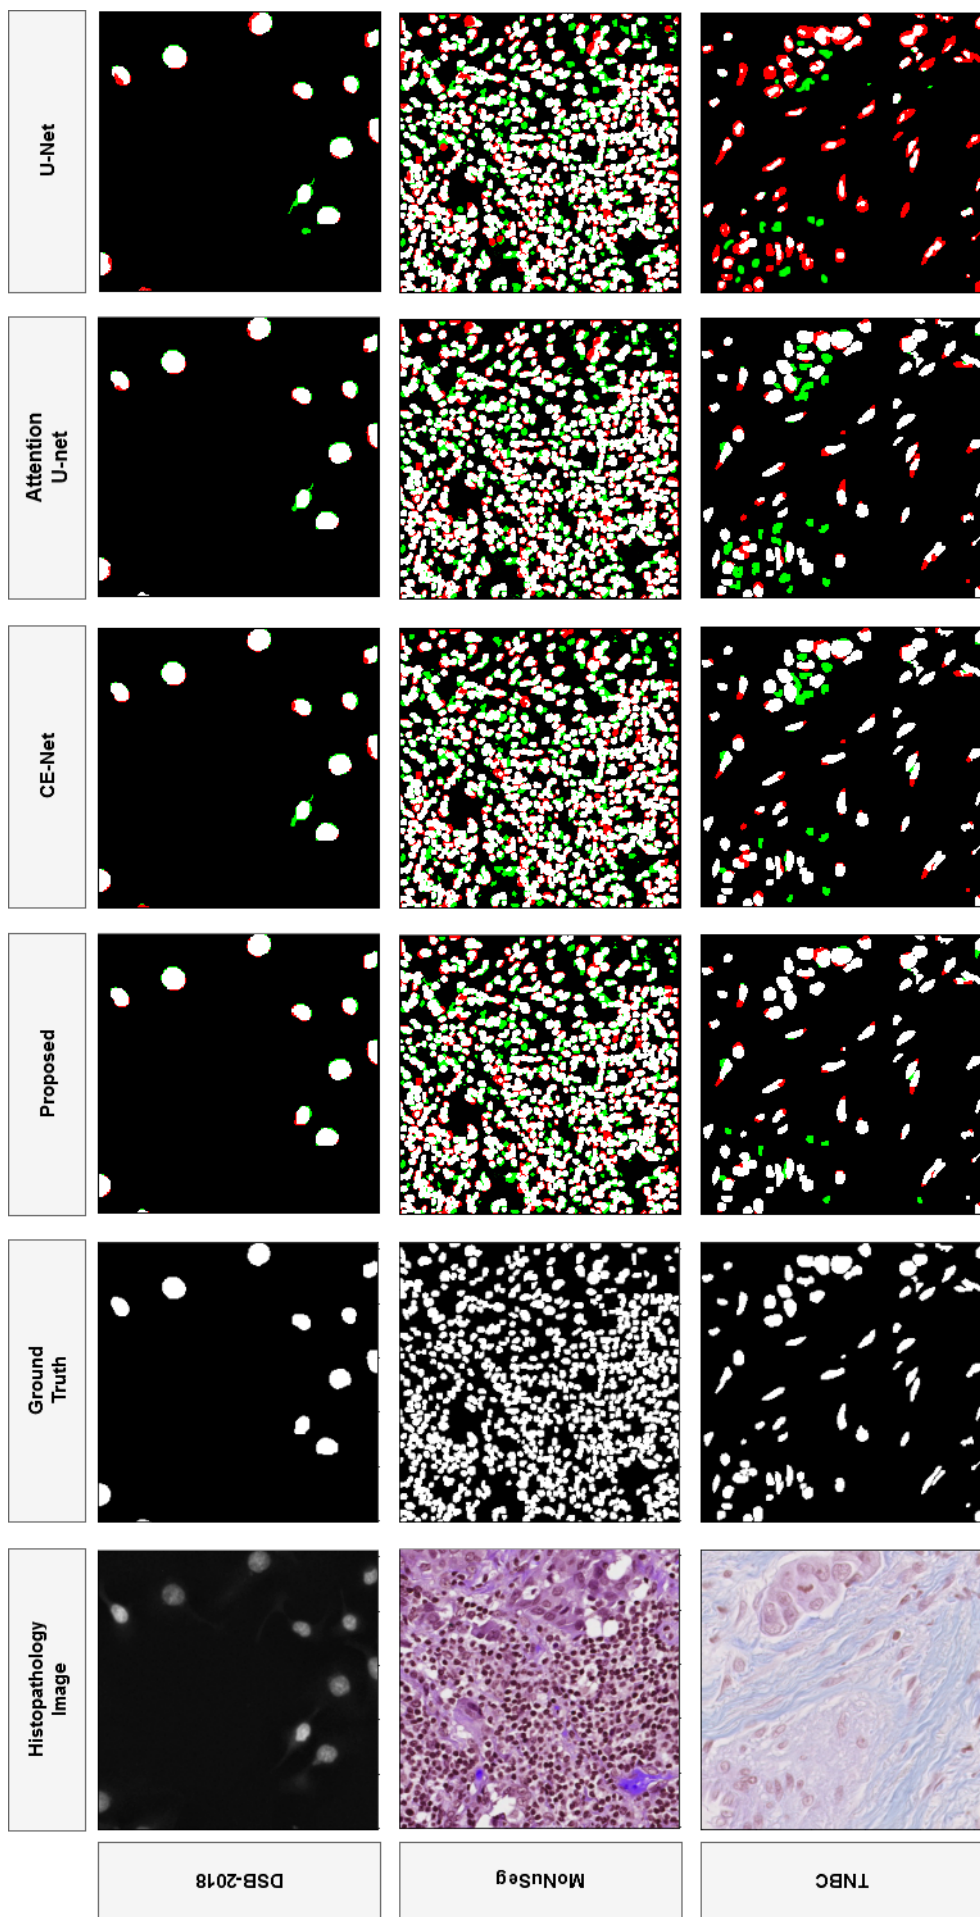 Histopathology
Image
Ground
Truth
Proposed
CE-Net
Attention
U-net
U-Net
DSB-2018
MoNuSeg
TNBC